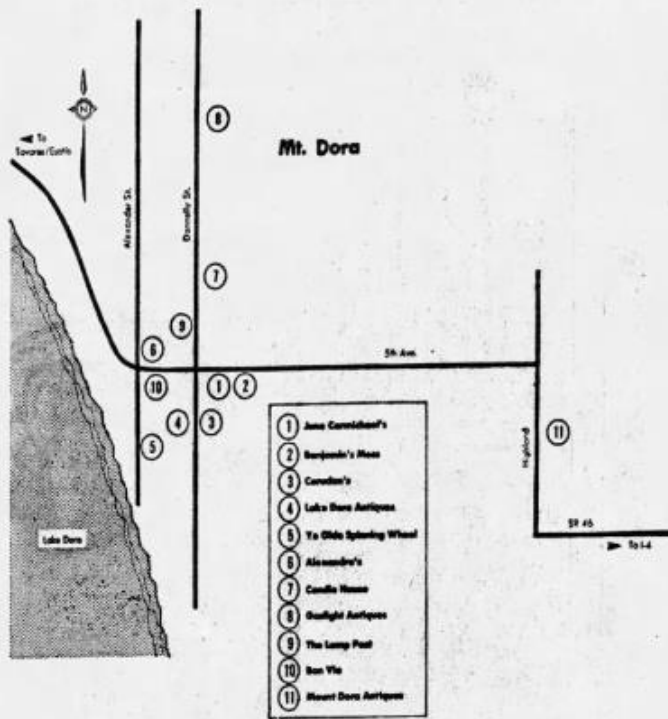 N
To
Tavares/Eustis
Alexander St.
Donnelly St.
Mt. Dora
8
7
9
6
5th Ave.
10
1
2
4
3
5
11
Highland
Lake Dora
SR 46
To I-4
1 June Carmichael's
2 Benjamin's Mess
3
4 Lake Dora Antiques
5 Ye Olde Spinning Wheel
6 Alexandre's
7 Candle House
8 Gaslight Antiques
9 The Lamp Post
10 Bon Vie
11 Mount Dora Antiques